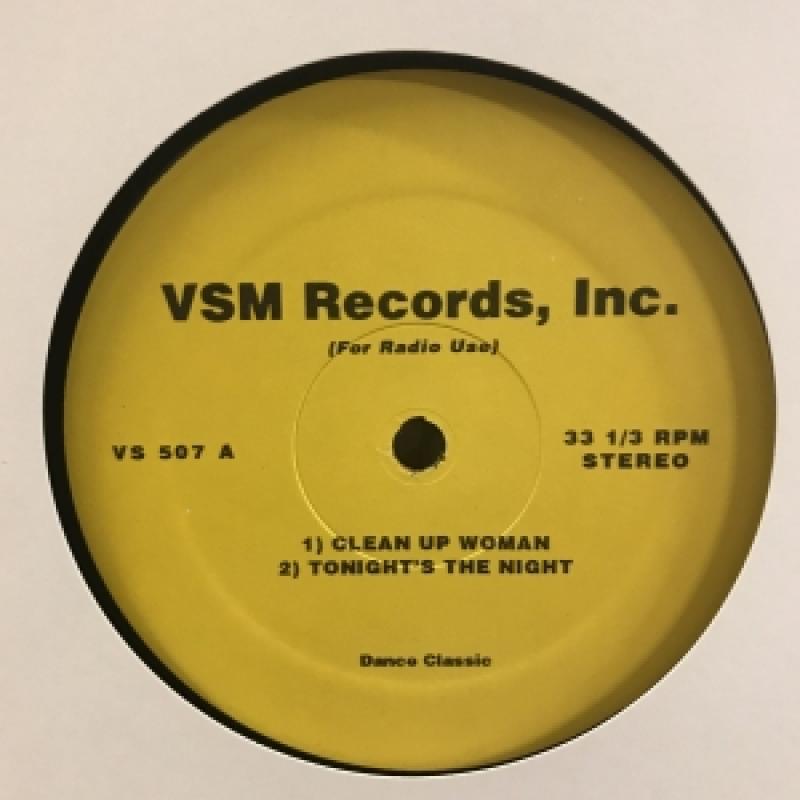 VSM Records, Inc.
(For Radio Use)
VS 507 A
33 1/3 RPM
STEREO
1) CLEAN UP WOMAN
2) TONIGHT'S THE NIGHT
Dance Classic